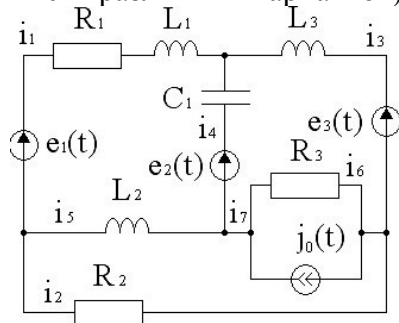 i₁ R₁ L₁ L₃ i₃
C₁
i₄ e₃(t)
e₁(t) e₂(t) R₃ i₆
L₂
i₅ i₇ j₀(t)
i₂ R₂